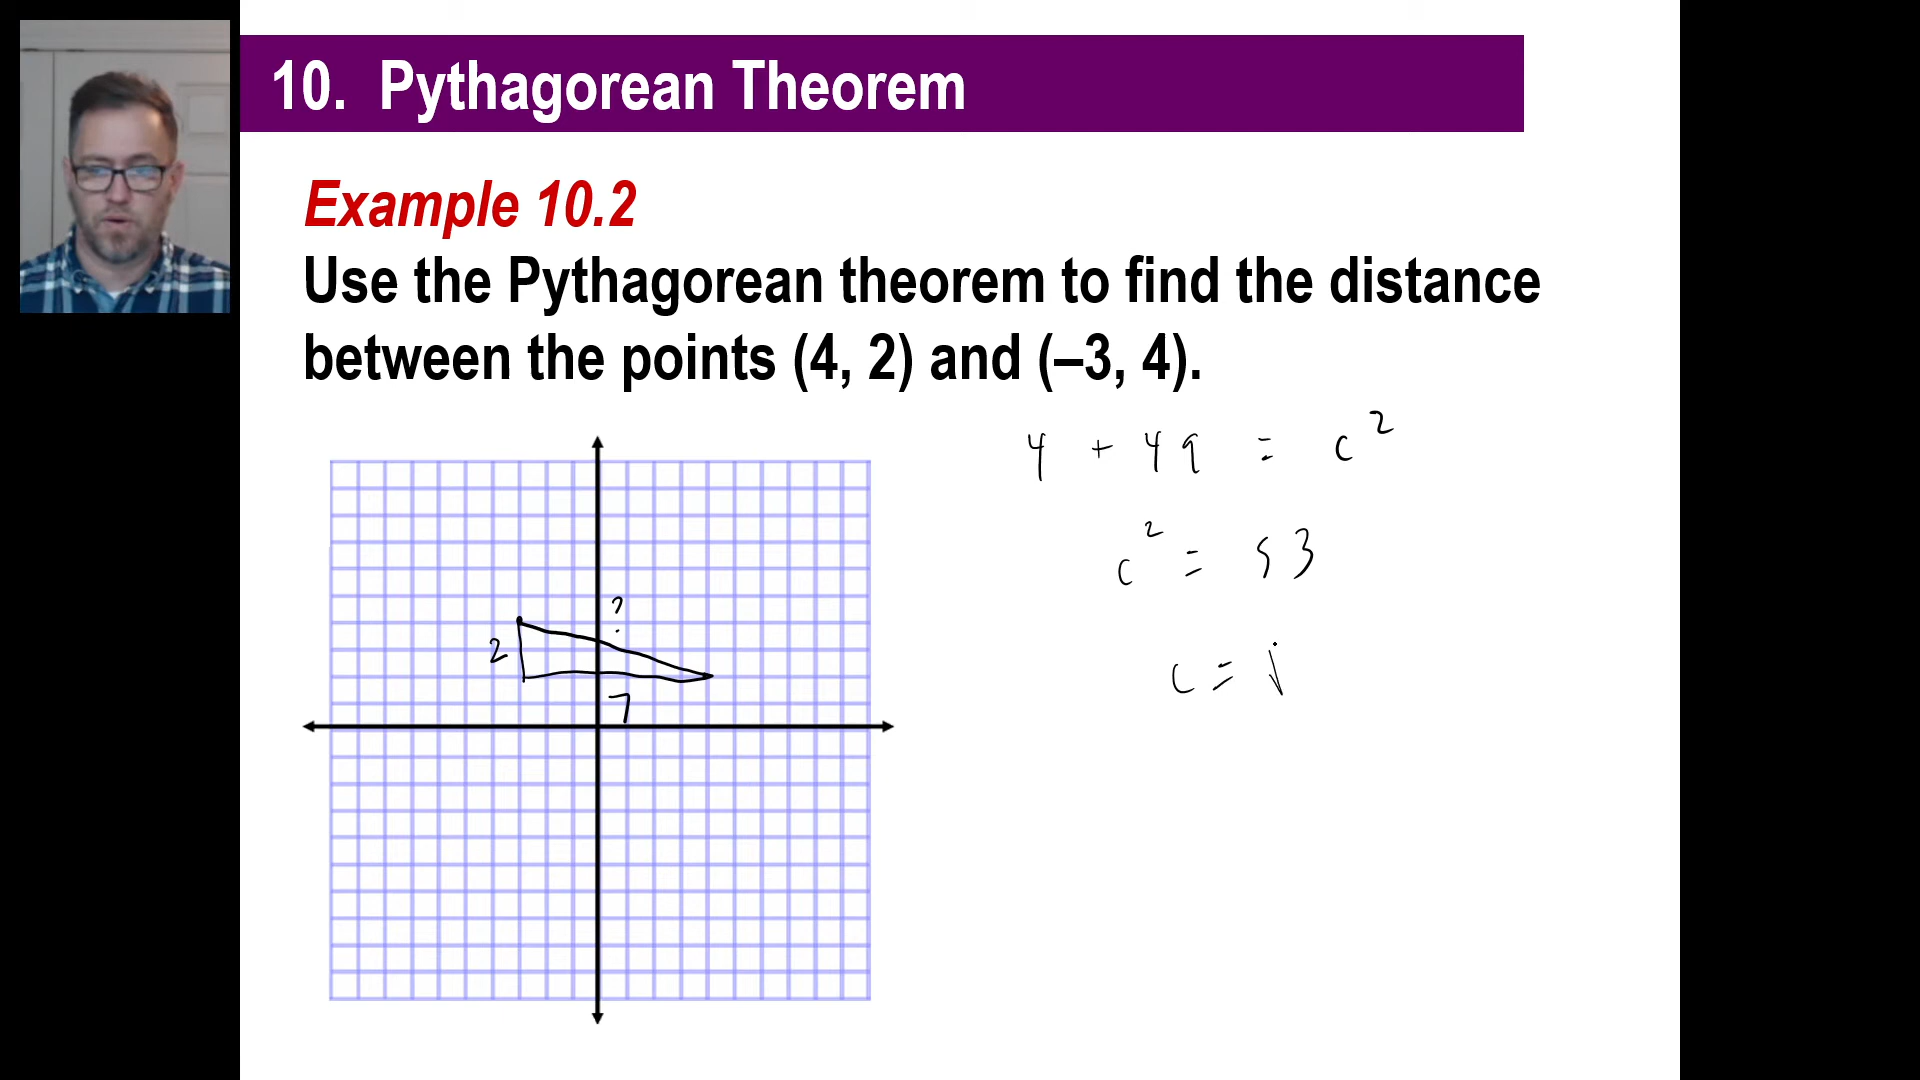 10. Pythagorean Theorem
Example 10.2
Use the Pythagorean theorem to find the distance
between the points (4, 2) and (–3, 4).
4 + 49 = c²
c² = 53
c = √
?
2
7